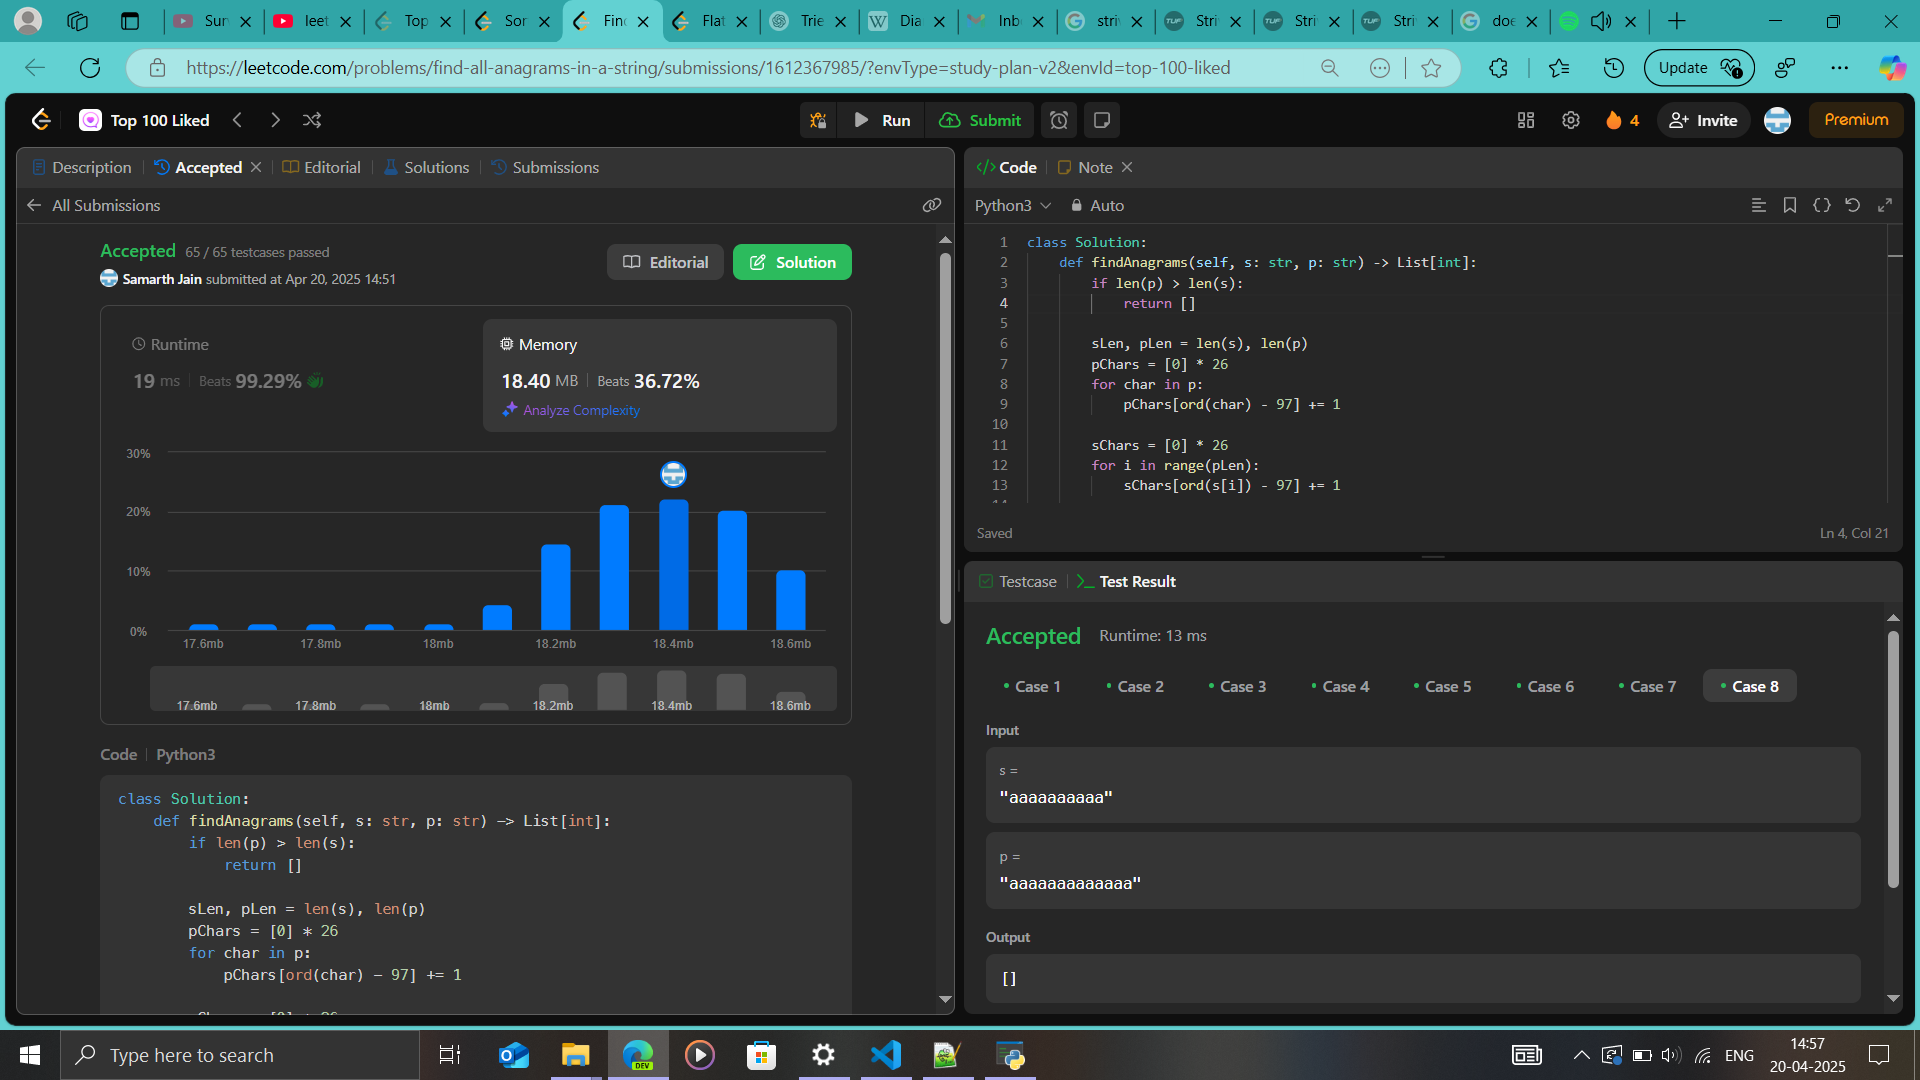 Sur
leet
Top
Sor
Find
Flat
Trie
Dia
Inb
striv
Stri
Stri
Stri
doe
https://leetcode.com/problems/find-all-anagrams-in-a-string/submissions/1612367985/?envType=study-plan-v2&envId=top-100-liked
Update
Top 100 Liked
Run
Submit
4
Invite
Premium
Description
Accepted
Editorial
Solutions
Submissions
All Submissions
Accepted 65 / 65 testcases passed
Samarth Jain submitted at Apr 20, 2025 14:51
Editorial
Solution
Runtime
19 ms Beats 99.29%
Memory
18.40 MB Beats 36.72%
Analyze Complexity
30%
20%
10%
0%
17.6mb 17.8mb 18mb 18.2mb 18.4mb 18.6mb
17.6mb 17.8mb 18mb 18.2mb 18.4mb 18.6mb
Code Python3
class Solution:
def findAnagrams(self, s: str, p: str) -> List[int]:
if len(p) > len(s):
return []
sLen, pLen = len(s), len(p)
pChars = [0] * 26
for char in p:
pChars[ord(char) - 97] += 1
Code
Note
Python3
Auto
1 class Solution:
2 def findAnagrams(self, s: str, p: str) -> List[int]:
3 if len(p) > len(s):
4 return []
5
6 sLen, pLen = len(s), len(p)
7 pChars = [0] * 26
8 for char in p:
9 pChars[ord(char) - 97] += 1
10
11 sChars = [0] * 26
12 for i in range(pLen):
13 sChars[ord(s[i]) - 97] += 1
Saved
Ln 4, Col 21
Testcase
Test Result
Accepted Runtime: 13 ms
Case 1 Case 2 Case 3 Case 4 Case 5 Case 6 Case 7 Case 8
Input
s =
"aaaaaaaaaa"
p =
"aaaaaaaaaaaaa"
Output
[]
Type here to search
DEV
ENG
14:57
20-04-2025